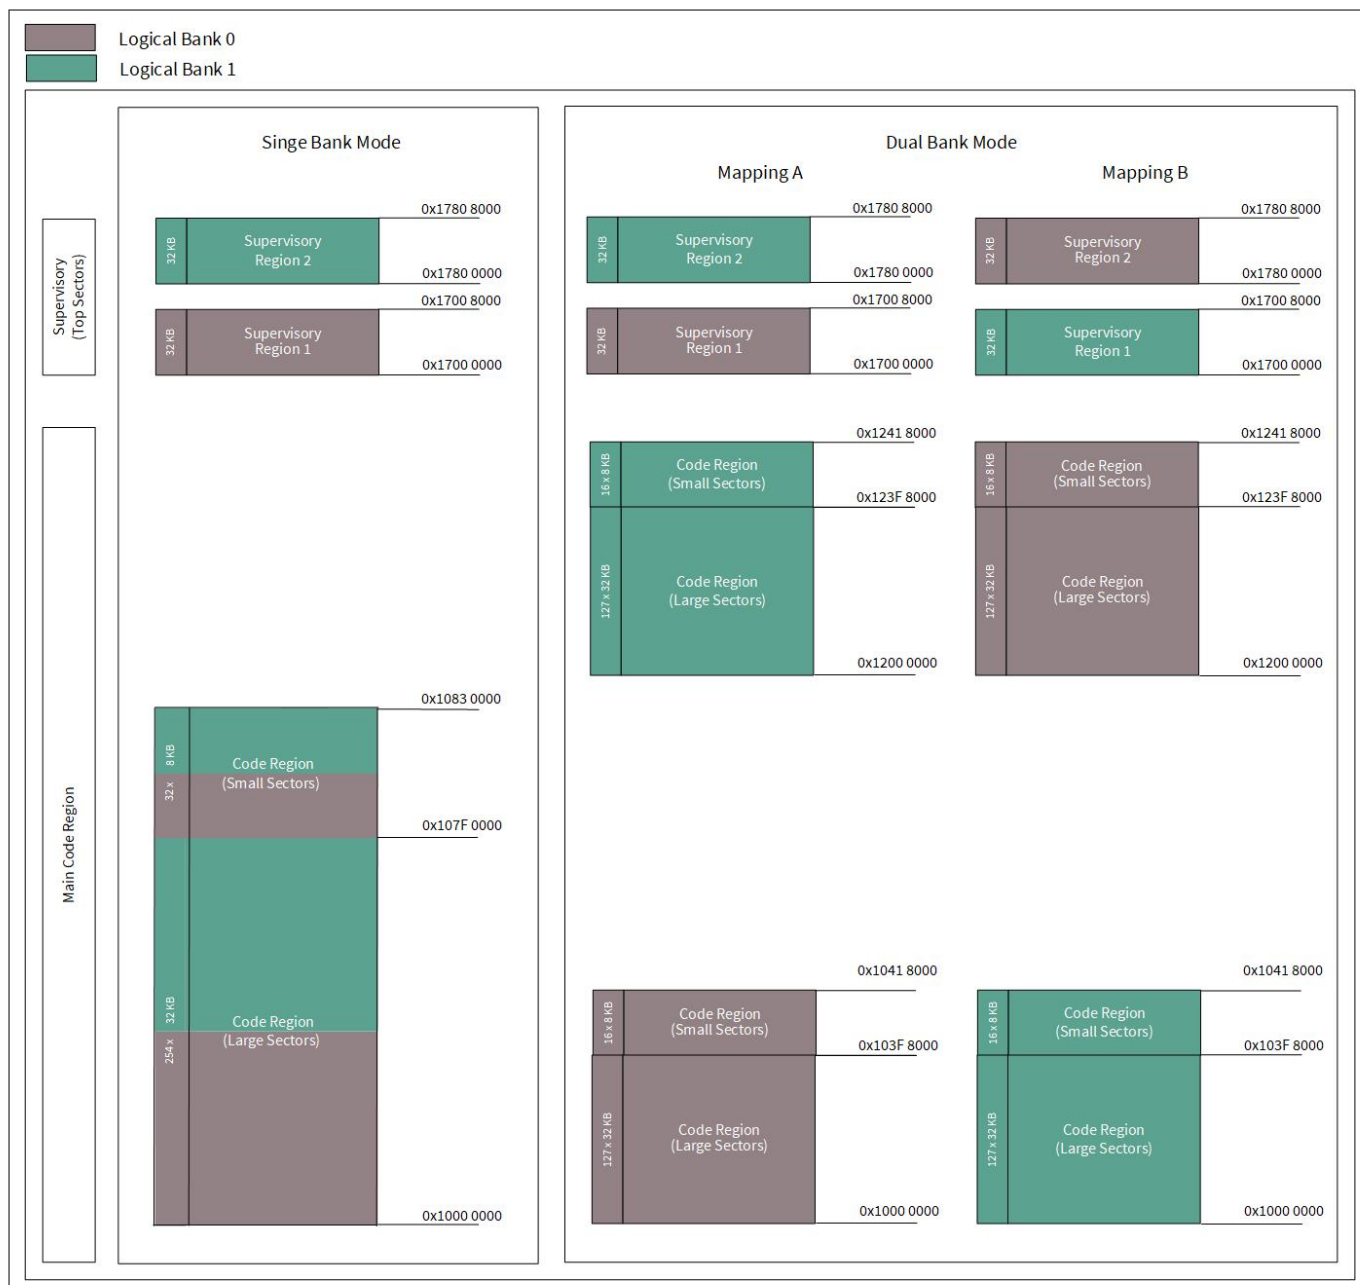 Logical Bank 0
Logical Bank 1
Singe Bank Mode
Dual Bank Mode
Mapping A
Mapping B
Supervisory
(Top Sectors)
32 KB
Supervisory
Region 2
0x1780 8000
0x1780 0000
32 KB
Supervisory
Region 1
0x1700 8000
0x1700 0000
32 KB
Supervisory
Region 2
0x1780 8000
0x1780 0000
32 KB
Supervisory
Region 1
0x1700 8000
0x1700 0000
32 KB
Supervisory
Region 2
0x1780 8000
0x1780 0000
32 KB
Supervisory
Region 1
0x1700 8000
0x1700 0000
Main Code Region
0x1083 0000
32 x 8 KB
Code Region
(Small Sectors)
0x107F 0000
254 x 32 KB
Code Region
(Large Sectors)
0x1000 0000
0x1241 8000
16 x 8 KB
Code Region
(Small Sectors)
0x123F 8000
127 x 32 KB
Code Region
(Large Sectors)
0x1200 0000
0x1041 8000
16 x 8 KB
Code Region
(Small Sectors)
0x103F 8000
127 x 32 KB
Code Region
(Large Sectors)
0x1000 0000
0x1241 8000
16 x 8 KB
Code Region
(Small Sectors)
0x123F 8000
127 x 32 KB
Code Region
(Large Sectors)
0x1200 0000
0x1041 8000
16 x 8 KB
Code Region
(Small Sectors)
0x103F 8000
127 x 32 KB
Code Region
(Large Sectors)
0x1000 0000